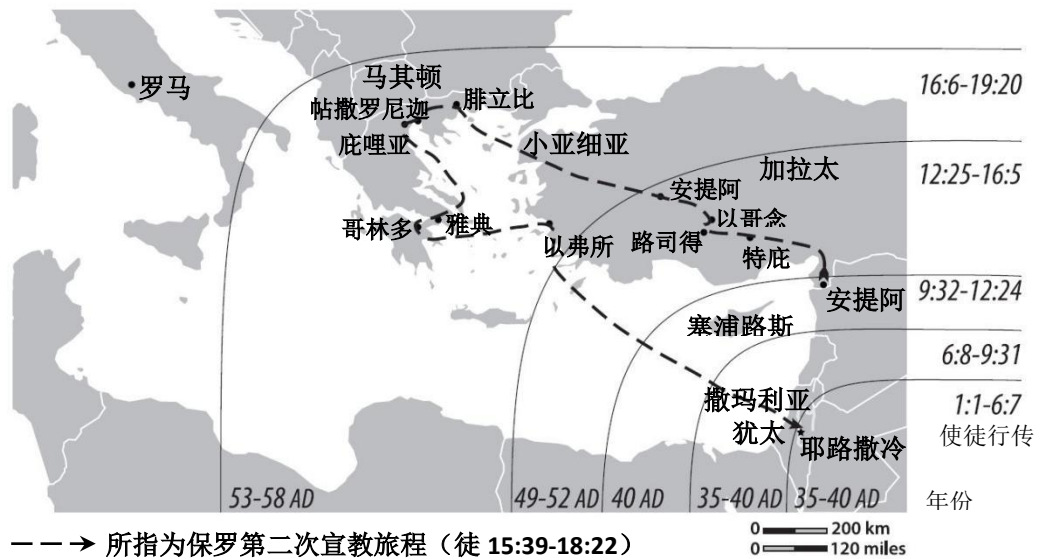 罗马
马其顿
帖撒罗尼迦
腓立比
庇哩亚
小亚细亚
加拉太
安提阿
哥林多
雅典
以弗所
以哥念
路司得
特庇
安提阿
塞浦路斯
撒玛利亚
犹太
耶路撒冷
16:6-19:20
12:25-16:5
9:32-12:24
6:8-9:31
1:1-6:7
使徒行传
53-58 AD
49-52 AD
40 AD
35-40 AD
35-40 AD
年份
所指为保罗第二次宣教旅程（徒 15:39-18:22）
0 200 km
0 120 miles